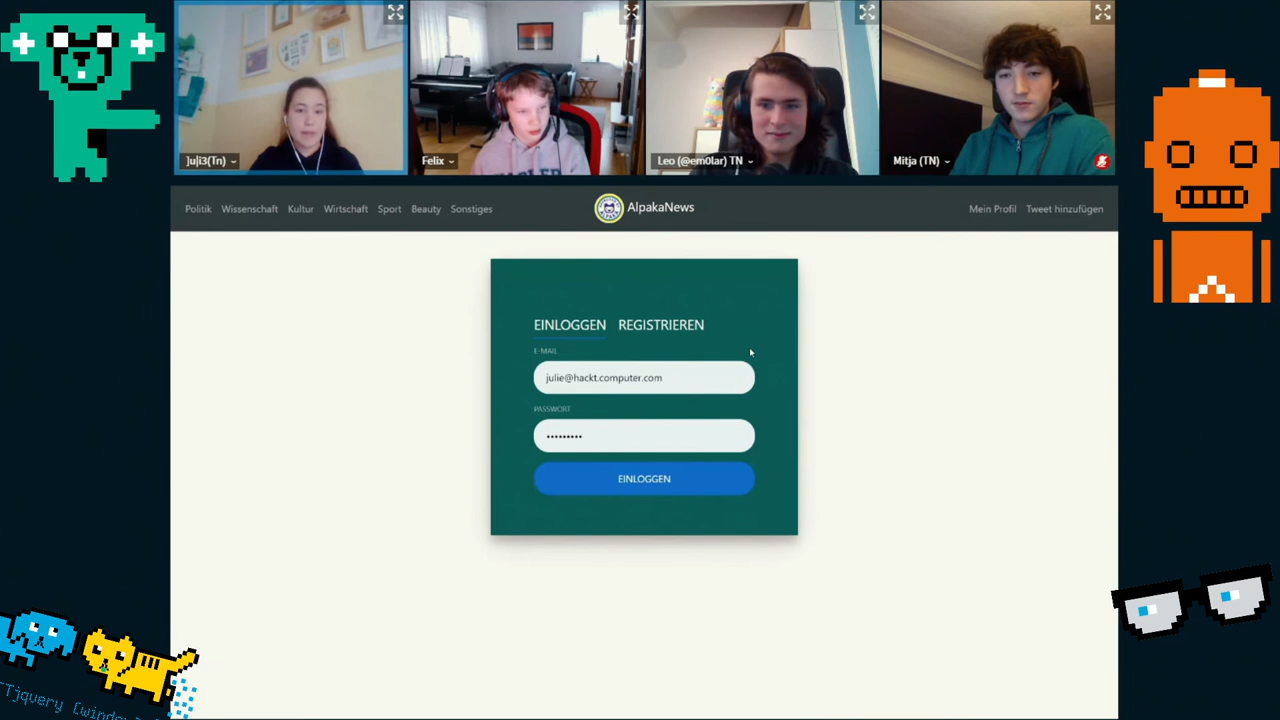 ]u|i3(Tn)
Felix
Leo (@em0lar) TN
Mitja (TN)
Politik Wissenschaft Kultur Wirtschaft Sport Beauty Sonstiges
AlpakaNews
Mein Profil Tweet hinzufügen
EINLOGGEN REGISTRIEREN
E-MAIL
julie@hackt.computer.com
PASSWORT
•••••••••
EINLOGGEN